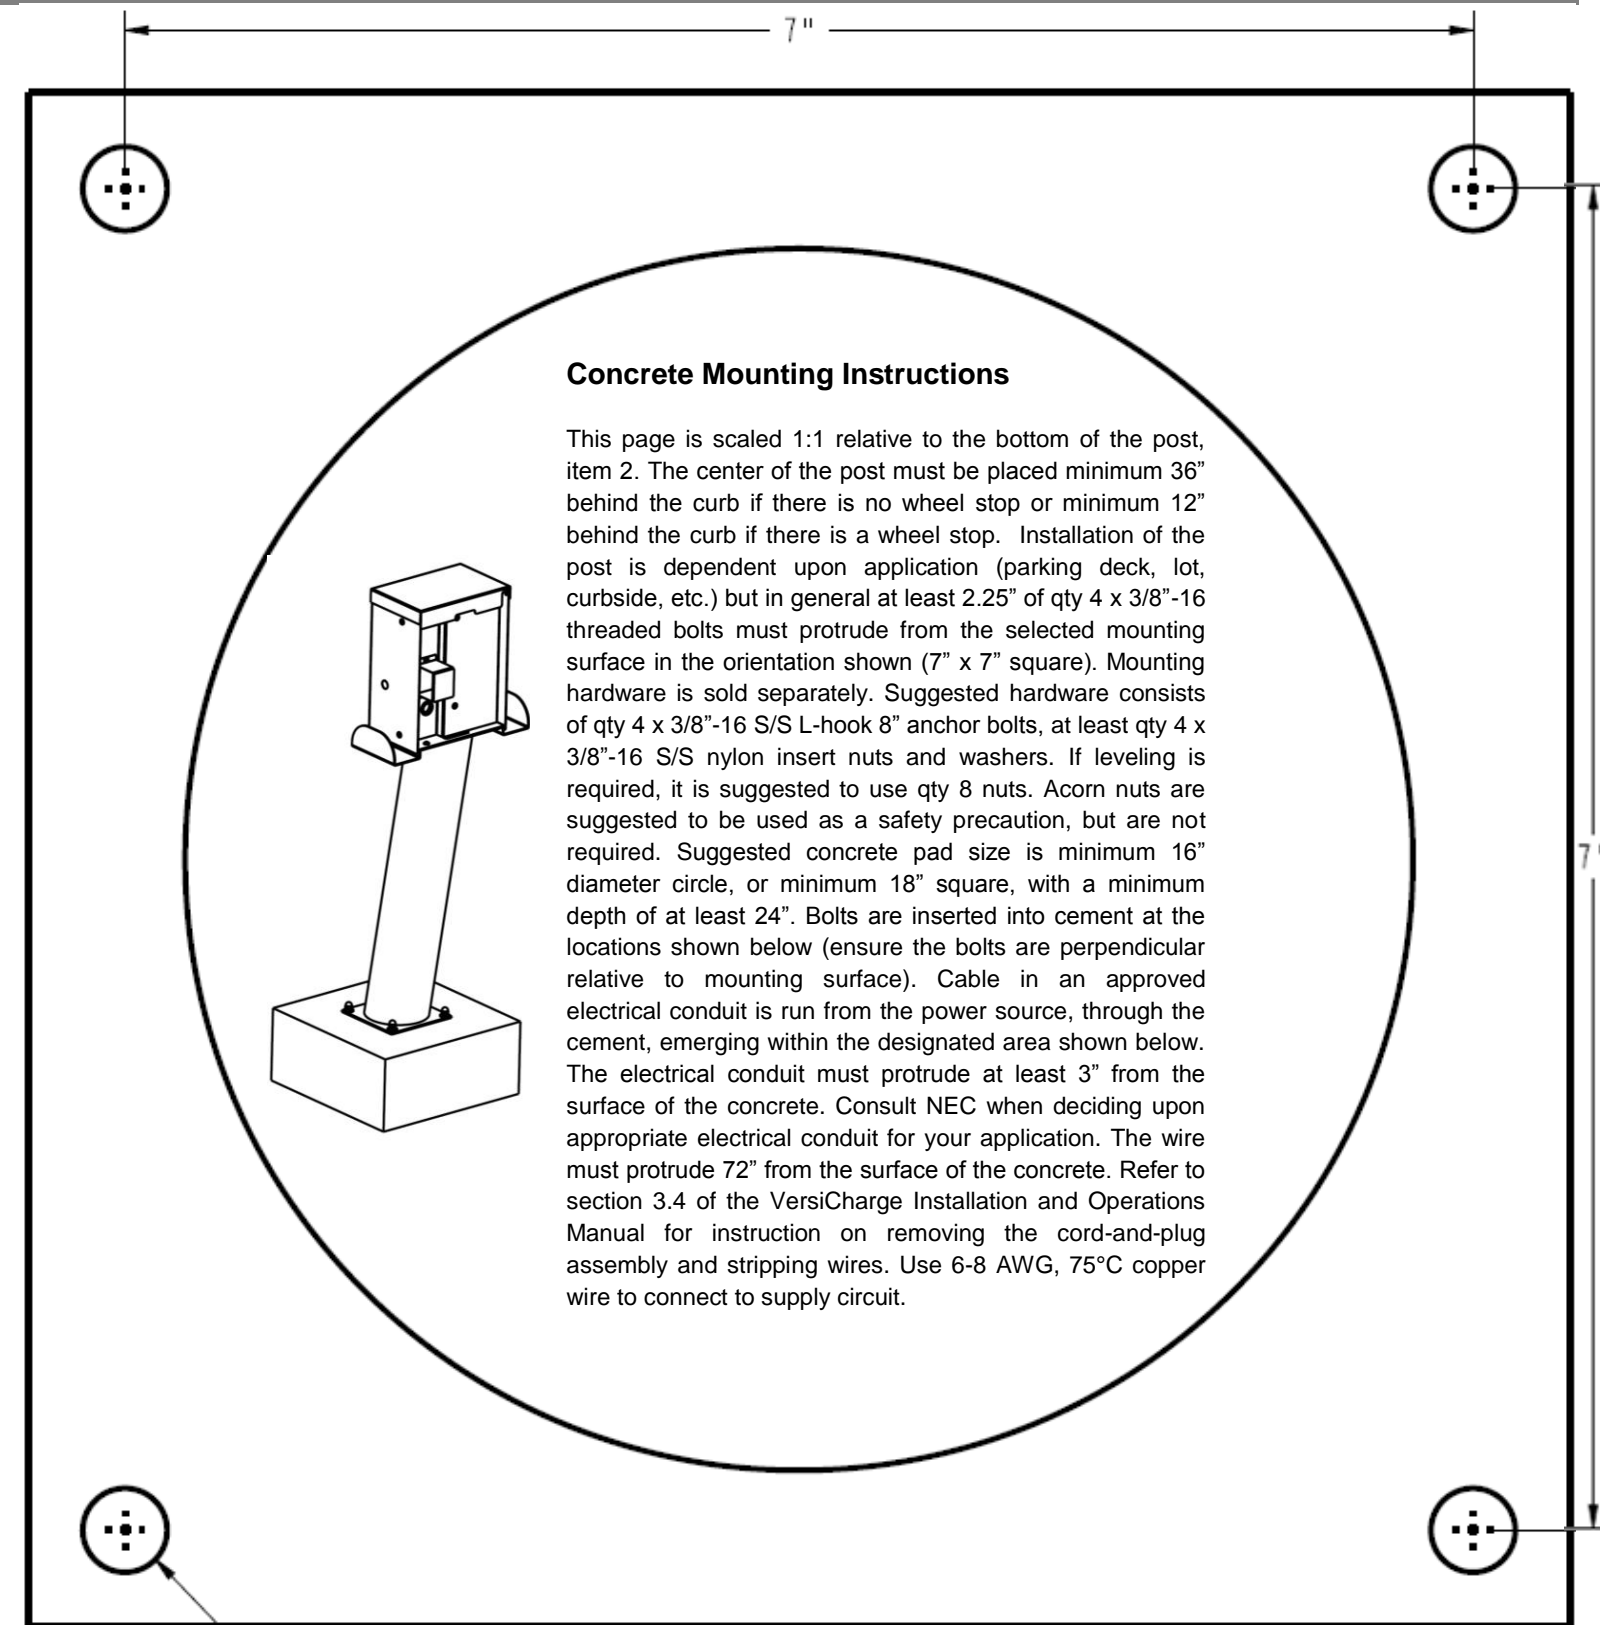 7"
Concrete Mounting Instructions
This page is scaled 1:1 relative to the bottom of the post,
item 2. The center of the post must be placed minimum 36”
behind the curb if there is no wheel stop or minimum 12”
behind the curb if there is a wheel stop.  Installation of the
post is dependent upon application (parking deck, lot,
curbside, etc.) but in general at least 2.25” of qty 4 x 3/8”-16
threaded bolts must protrude from the selected mounting
surface in the orientation shown (7” x 7” square). Mounting
hardware is sold separately. Suggested hardware consists
of qty 4 x 3/8”-16 S/S L-hook 8” anchor bolts, at least qty 4 x
3/8”-16 S/S nylon insert nuts and washers. If leveling is
required, it is suggested to use qty 8 nuts. Acorn nuts are
suggested to be used as a safety precaution, but are not
required. Suggested concrete pad size is minimum 16”
diameter circle, or minimum 18” square, with a minimum
depth of at least 24”. Bolts are inserted into cement at the
locations shown below (ensure the bolts are perpendicular
relative to mounting surface). Cable in an approved
electrical conduit is run from the power source, through the
cement, emerging within the designated area shown below.
The electrical conduit must protrude at least 3” from the
surface of the concrete. Consult NEC when deciding upon
appropriate electrical conduit for your application. The wire
must protrude 72” from the surface of the concrete. Refer to
section 3.4 of the VersiCharge Installation and Operations
Manual for instruction on removing the cord-and-plug
assembly and stripping wires. Use 6-8 AWG, 75°C copper
wire to connect to supply circuit.
7"